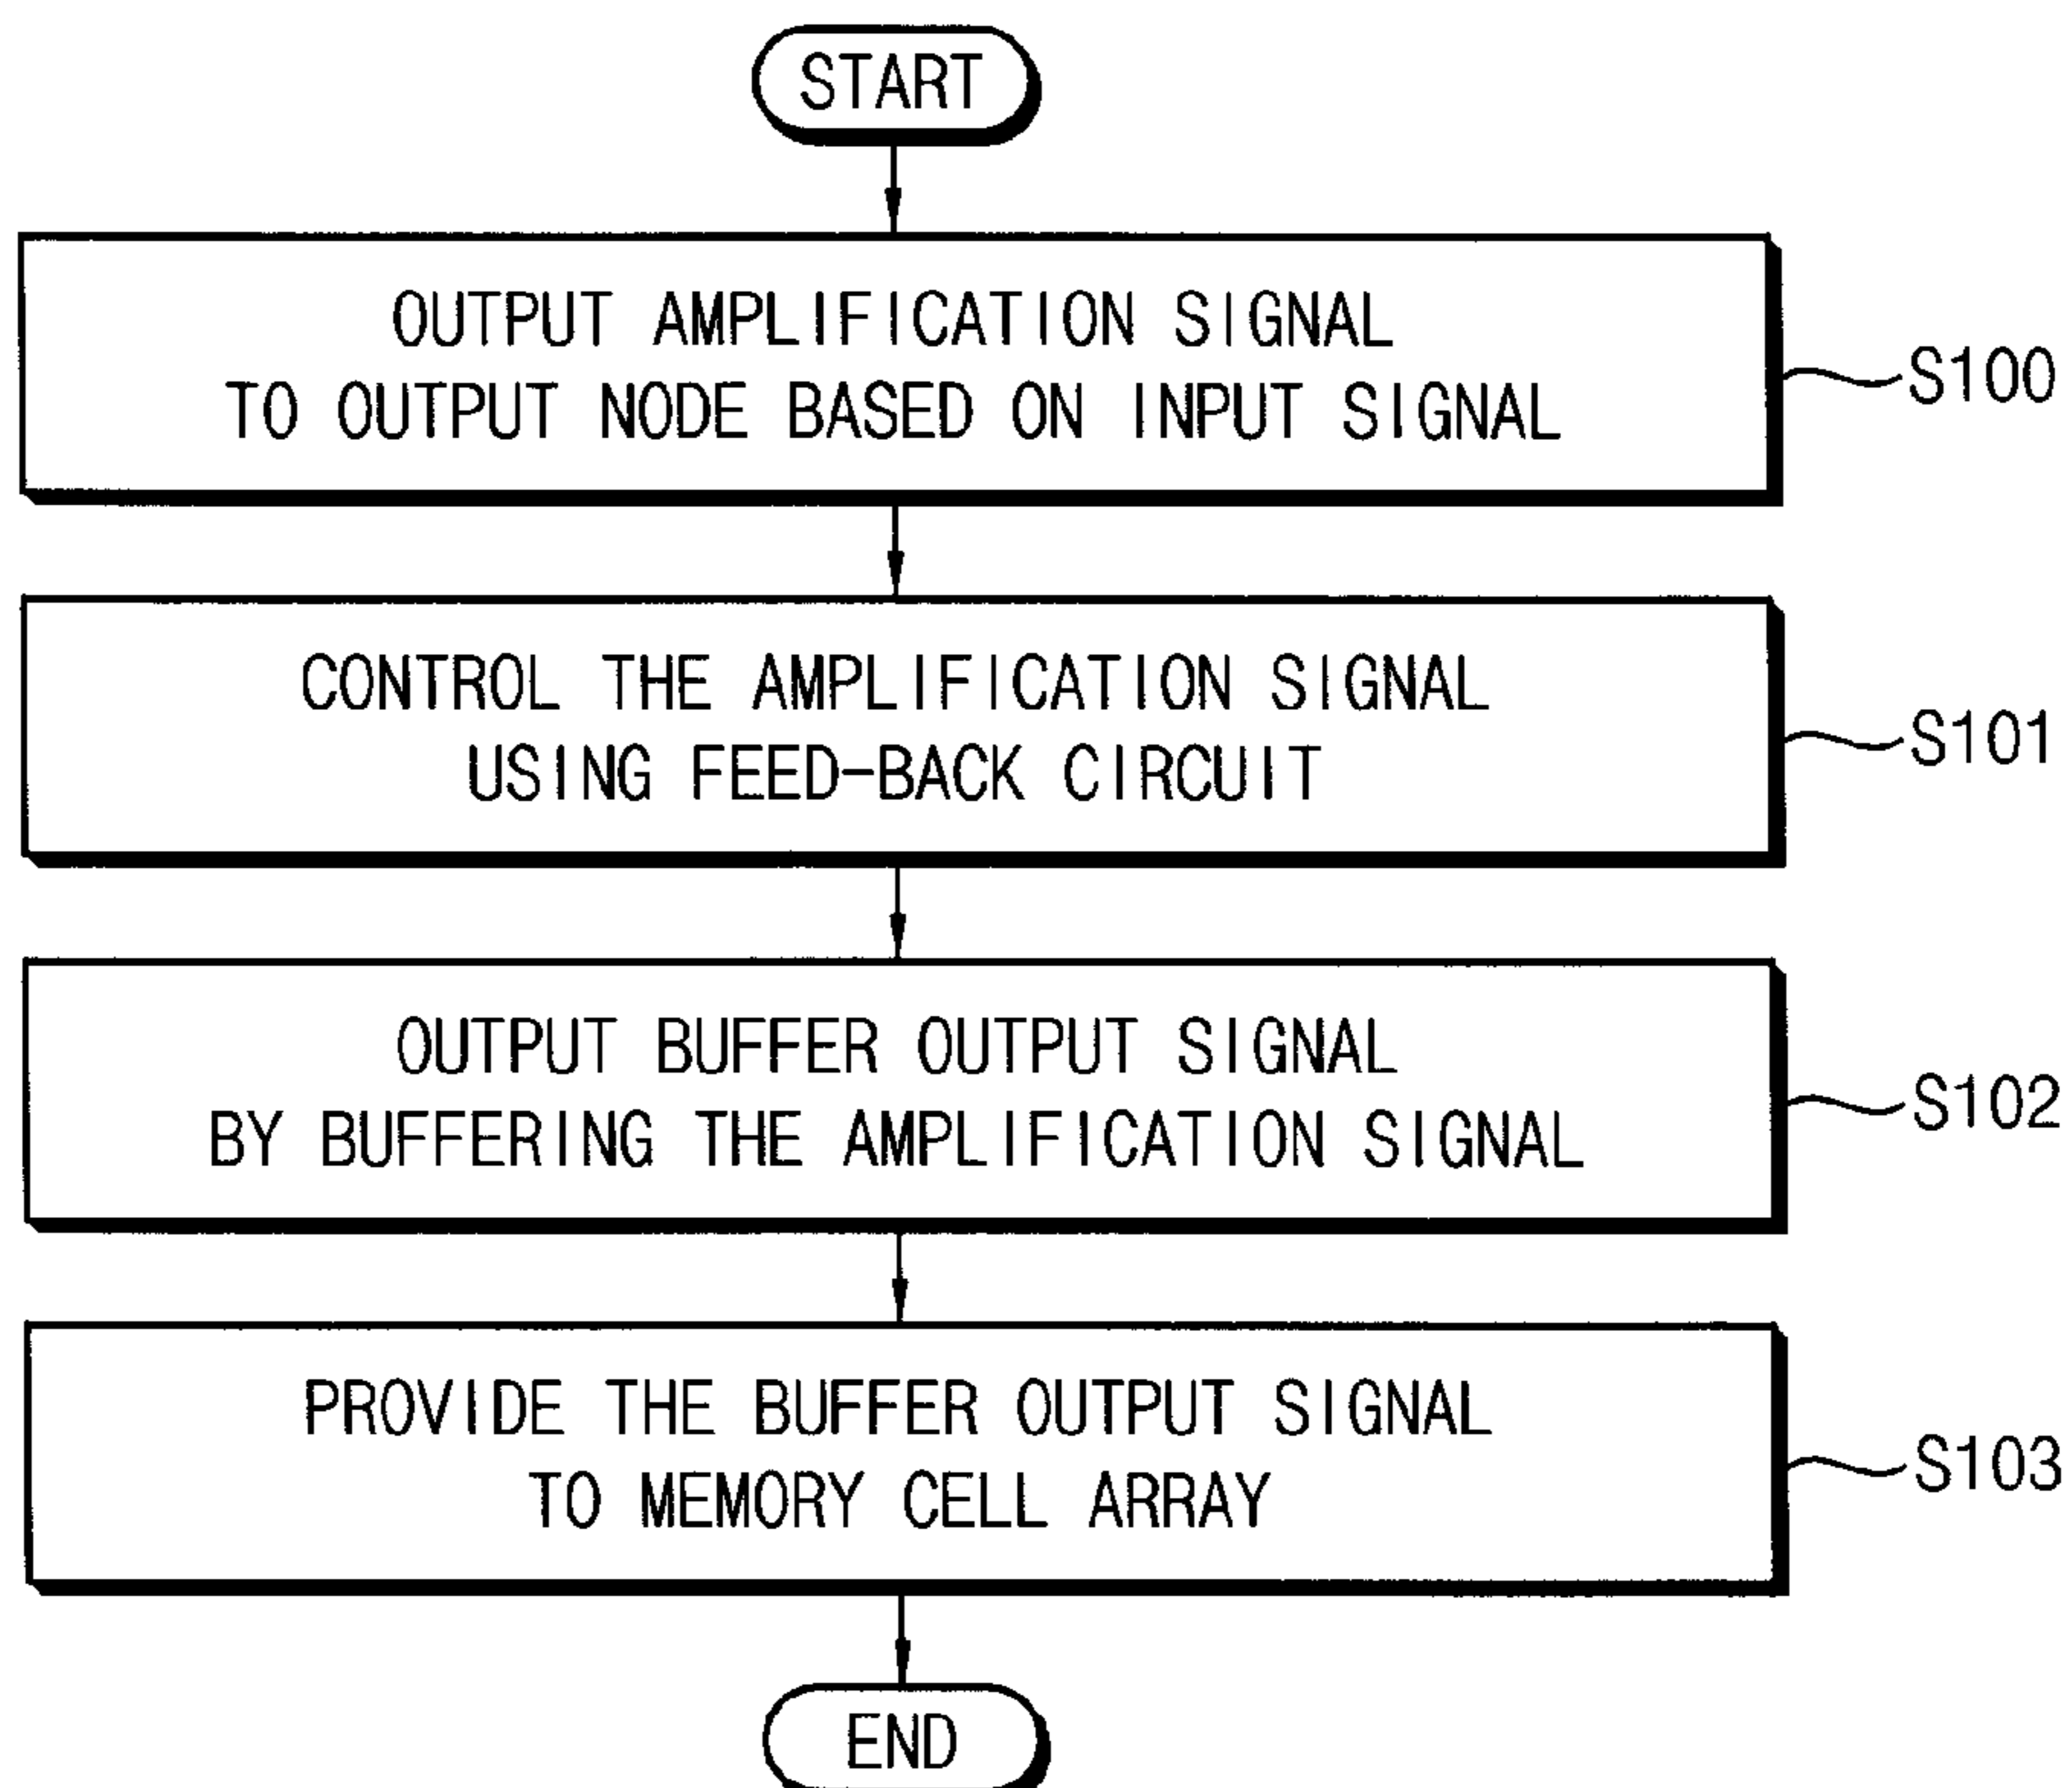 START
OUTPUT AMPLIFICATION SIGNAL
TO OUTPUT NODE BASED ON INPUT SIGNAL
S100
CONTROL THE AMPLIFICATION SIGNAL
USING FEED-BACK CIRCUIT
S101
OUTPUT BUFFER OUTPUT SIGNAL
BY BUFFERING THE AMPLIFICATION SIGNAL
S102
PROVIDE THE BUFFER OUTPUT SIGNAL
TO MEMORY CELL ARRAY
S103
END